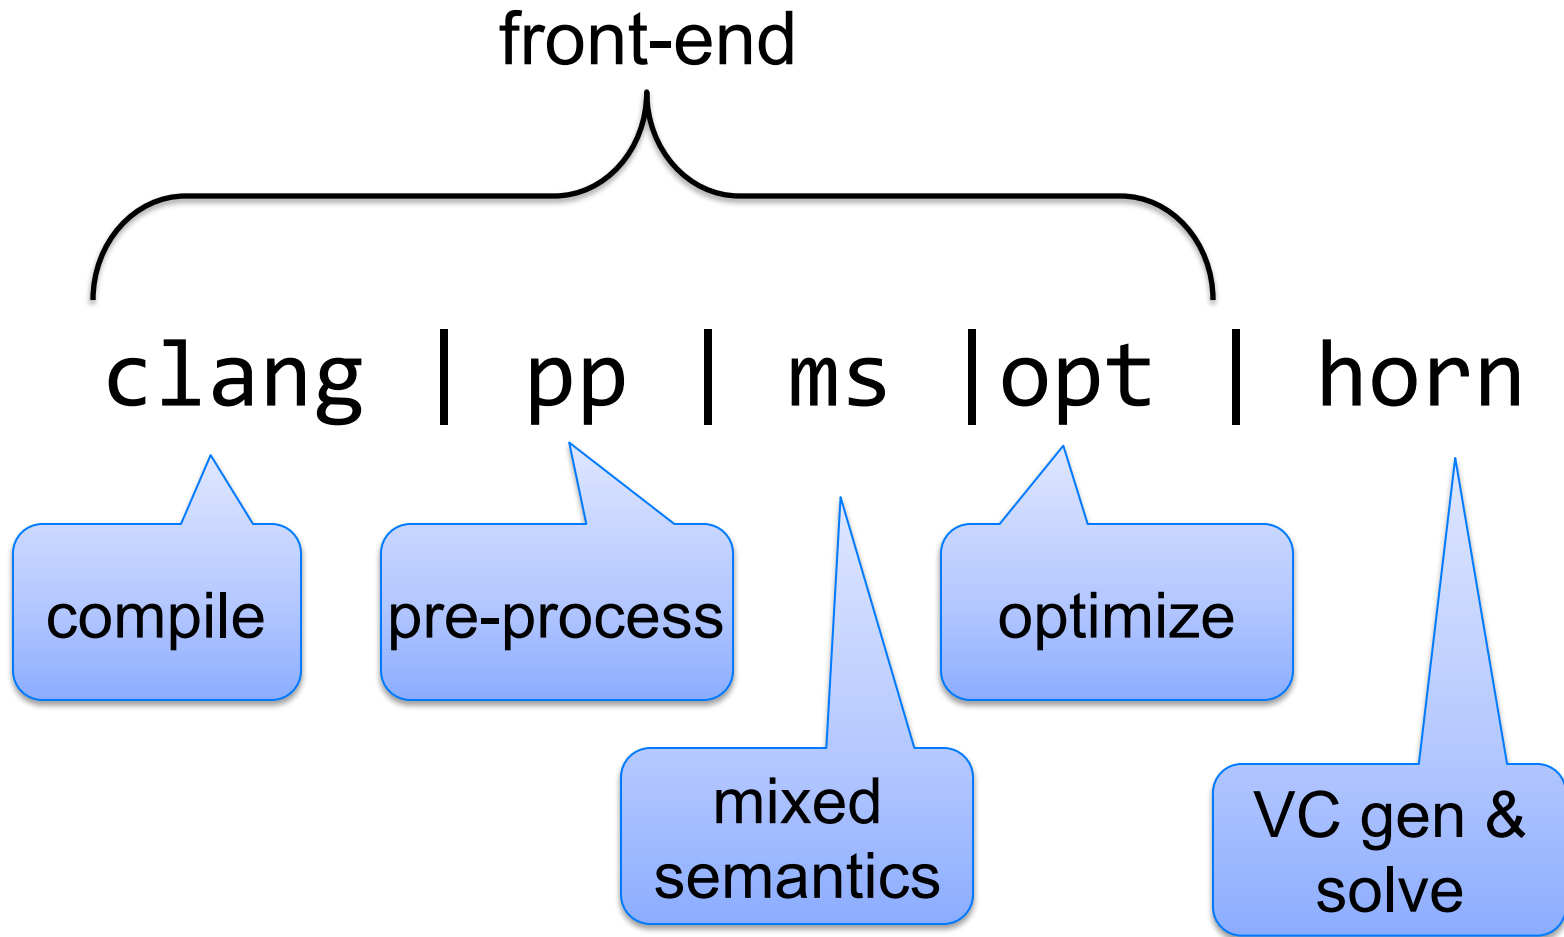 front-end
clang | pp | ms |opt | horn
compile
pre-process
optimize
mixed
semantics
VC gen &
solve